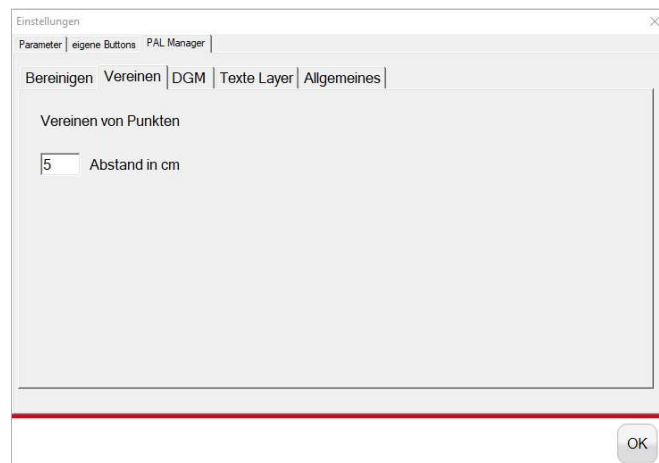 Einstellungen
Parameter eigene Buttons PAL Manager
Bereinigen Vereinen DGM Texte Layer Allgemeines
Vereinen von Punkten
5 Abstand in cm
OK